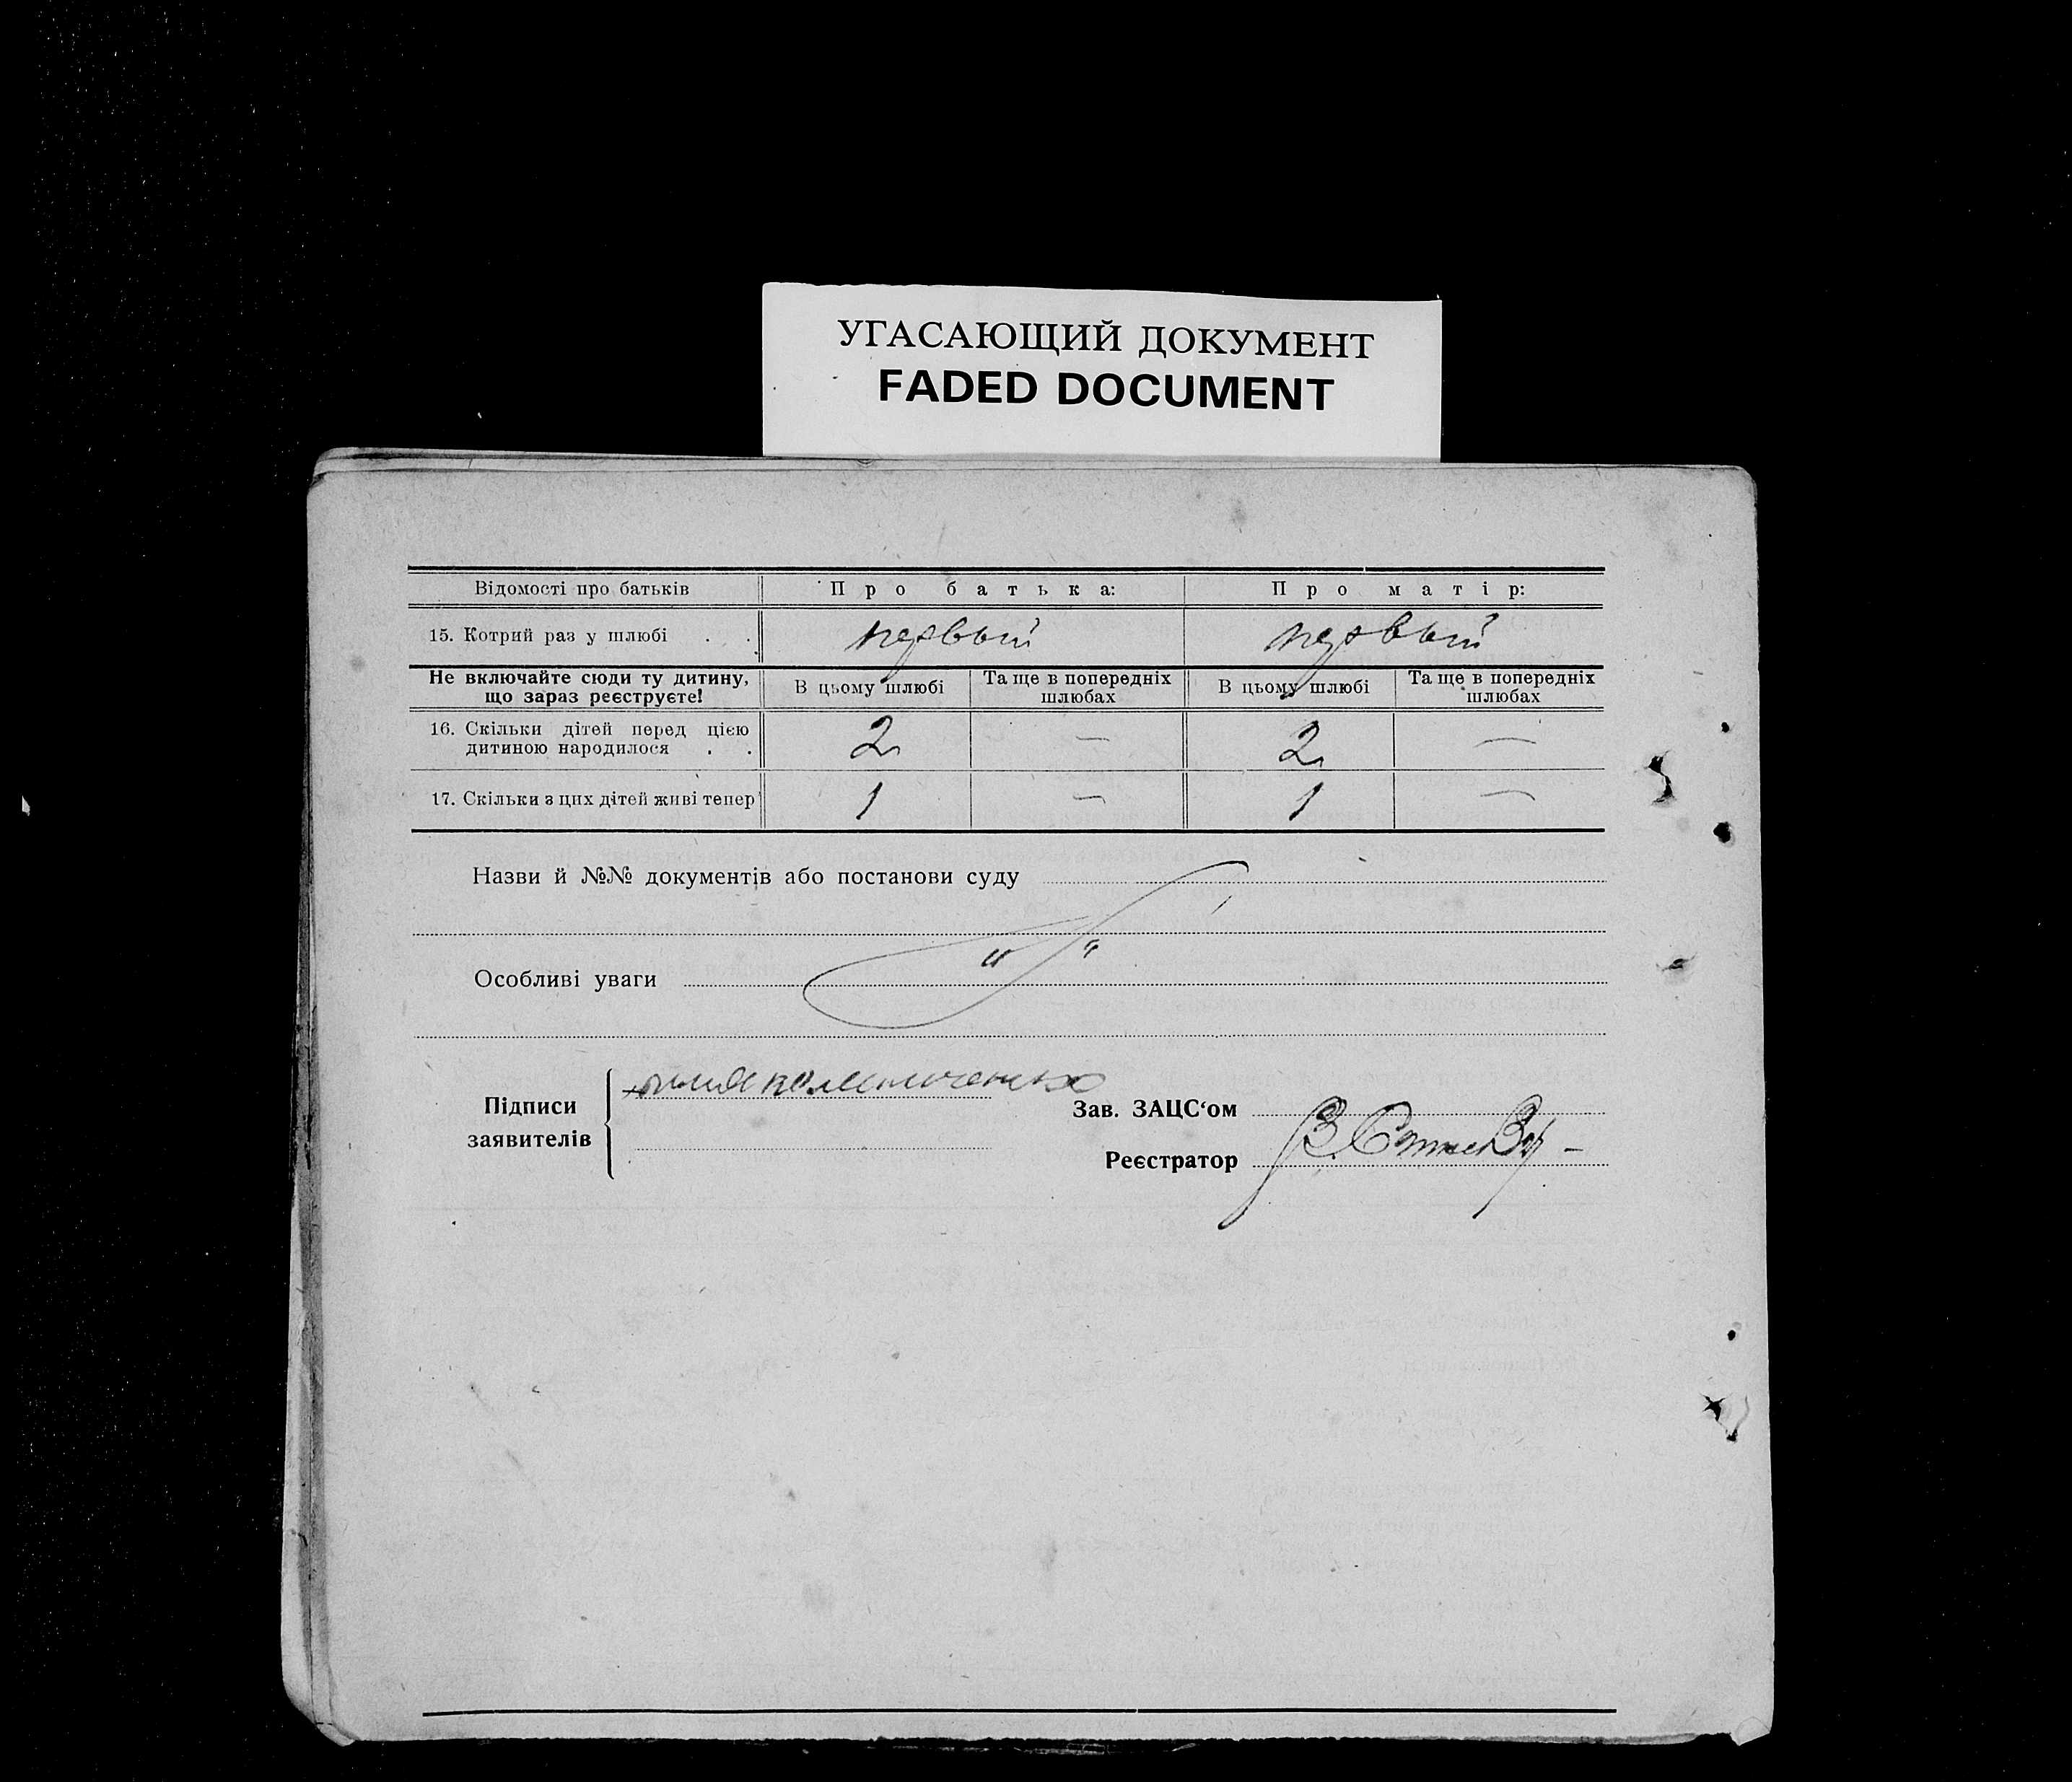 УГАСАЮЩИЙ ДОКУМЕНТ
FADED DOCUMENT
Відомості про батьків Про батька: Про матір:
15. Котрий раз у шлюбі . . первый первый
Не включайте сюди ту дитину, що зараз реєструєте! В цьому шлюбі Та ще в попередніх шлюбах В цьому шлюбі Та ще в попередніх шлюбах
16. Скільки дітей перед цією дитиною народилося . . 2 — 2 —
17. Скільки з цих дітей живі тепер 1 — 1 —
Назви й №№ документів або постанови суду
Особливі уваги " "
Підписи заявителів
Зав. ЗАЦС'ом
Реєстратор